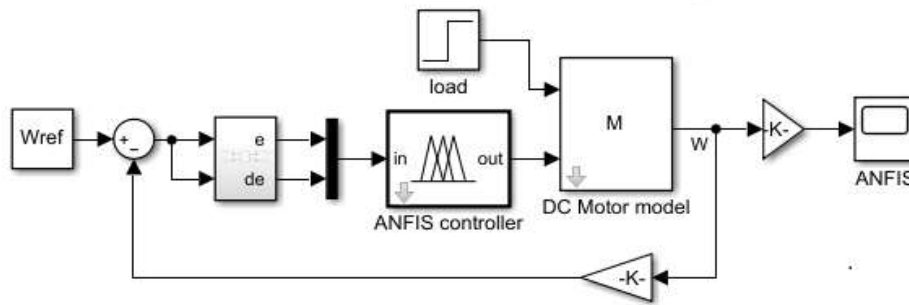 load
Wref
+
_
e
de
in
out
ANFIS controller
M
DC Motor model
W
-K-
ANFIS
-K-